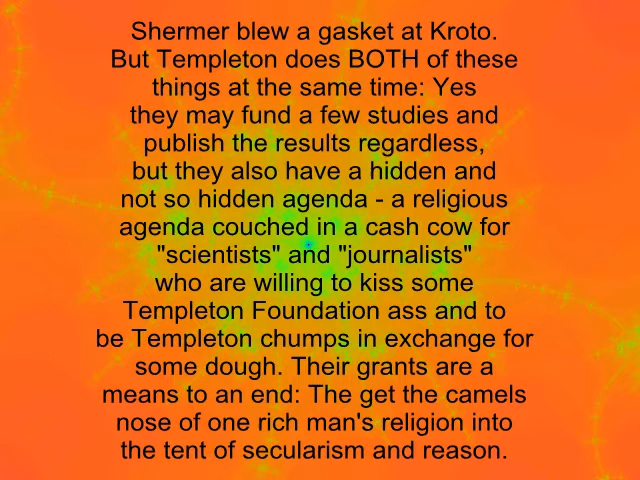 Shermer blew a gasket at Kroto.
But Templeton does BOTH of these
things at the same time: Yes
they may fund a few studies and
publish the results regardless,
but they also have a hidden and
not so hidden agenda - a religious
agenda couched in a cash cow for
"scientists" and "journalists"
who are willing to kiss some
Templeton Foundation ass and to
be Templeton chumps in exchange for
some dough. Their grants are a
means to an end: The get the camels
nose of one rich man's religion into
the tent of secularism and reason.